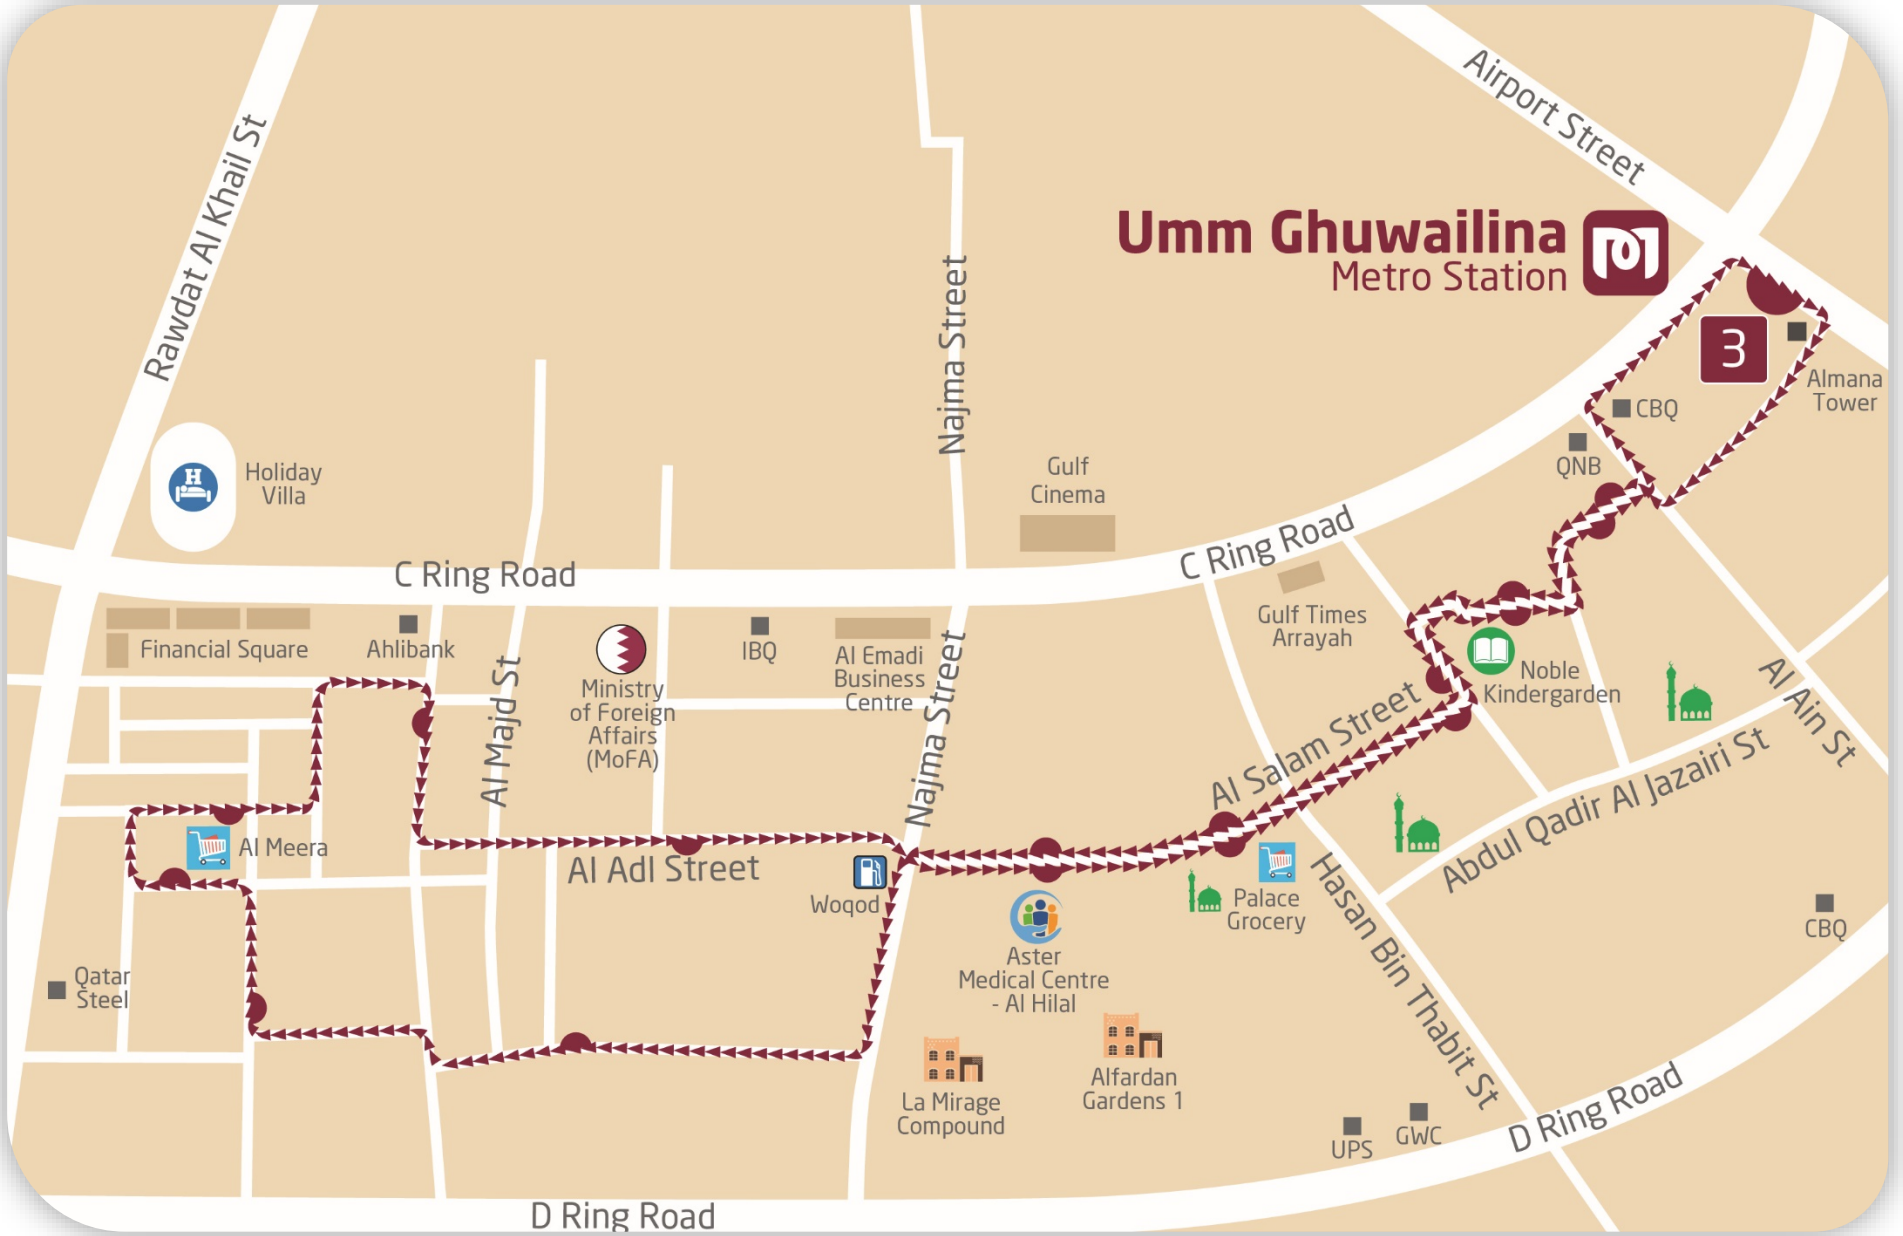 Airport Street
Rawdat Al Khail St
Umm Ghuwailina
Metro Station
3
Almana
Tower
CBQ
QNB
Najma Street
Gulf
Cinema
Holiday
Villa
H
C Ring Road
C Ring Road
Gulf Times
Arrayah
Financial Square
Ahlibank
Al Majd St
Ministry
of Foreign
Affairs
(MoFA)
IBQ
Al Emadi
Business
Centre
Najma Street
Noble
Kindergarden
Al Ain St
Al Salam Street
Abdul Qadir Al Jazairi St
Al Meera
Al Adl Street
Woqod
Palace
Grocery
Hasan Bin Thabit St
CBQ
Aster
Medical Centre
- Al Hilal
Qatar
Steel
La Mirage
Compound
Alfardan
Gardens 1
UPS
GWC
D Ring Road
D Ring Road